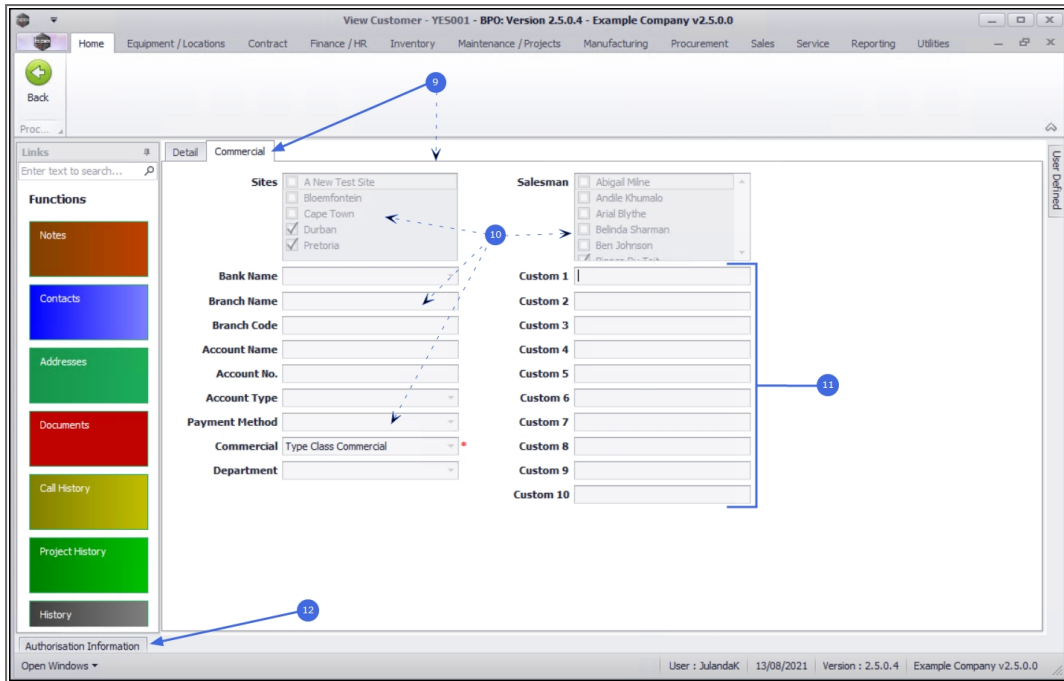 View Customer - YES001 - BPO: Version 2.5.0.4 - Example Company v2.5.0.0
Home Equipment / Locations Contract Finance / HR Inventory Maintenance / Projects Manufacturing Procurement Sales Service Reporting Utilities
Back
Proc...
9
Links
Enter text to search...
Functions
Notes
Contacts
Addresses
Documents
Call History
Project History
History
Detail Commercial
Sites
A New Test Site
Bloemfontein
Cape Town
Durban
Pretoria
10
Salesman
Abigail Milne
Andile Khumalo
Arial Blythe
Belinda Sharman
Ben Johnson
Bianca Du Toit
Bank Name
Branch Name
Branch Code
Account Name
Account No.
Account Type
Payment Method
Commercial Type Class Commercial *
Department
Custom 1
Custom 2
Custom 3
Custom 4
Custom 5
Custom 6
Custom 7
Custom 8
Custom 9
Custom 10
11
User Defined
12
Authorisation Information
Open Windows
User : JulandaK 13/08/2021 Version : 2.5.0.4 Example Company v2.5.0.0